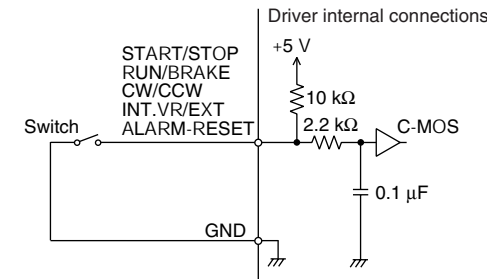 Driver internal connections
+5 V
START/STOP
RUN/BRAKE
CW/CCW
INT.VR/EXT
ALARM-RESET
10 kΩ
2.2 kΩ
Switch
C-MOS
0.1 μF
GND